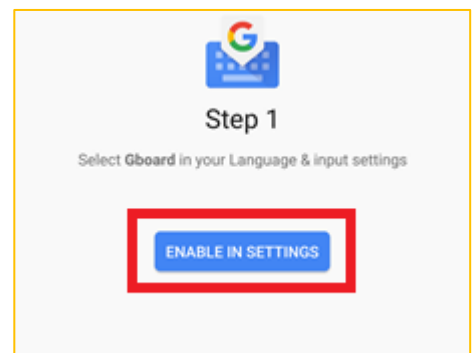 Step 1
Select Gboard in your Language & input settings
ENABLE IN SETTINGS